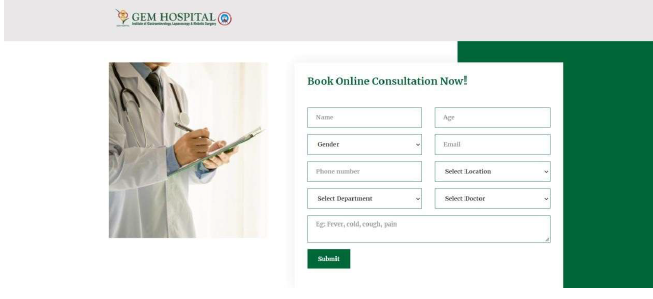 GEM HOSPITAL
Institute of Gastroenterology, Laparoscopy & Robotic Surgery
Book Online Consultation Now!
Name
Age
Gender
Email
Phone number
Select Location
Select Department
Select Doctor
Eg: Fever, cold, cough, pain
Submit